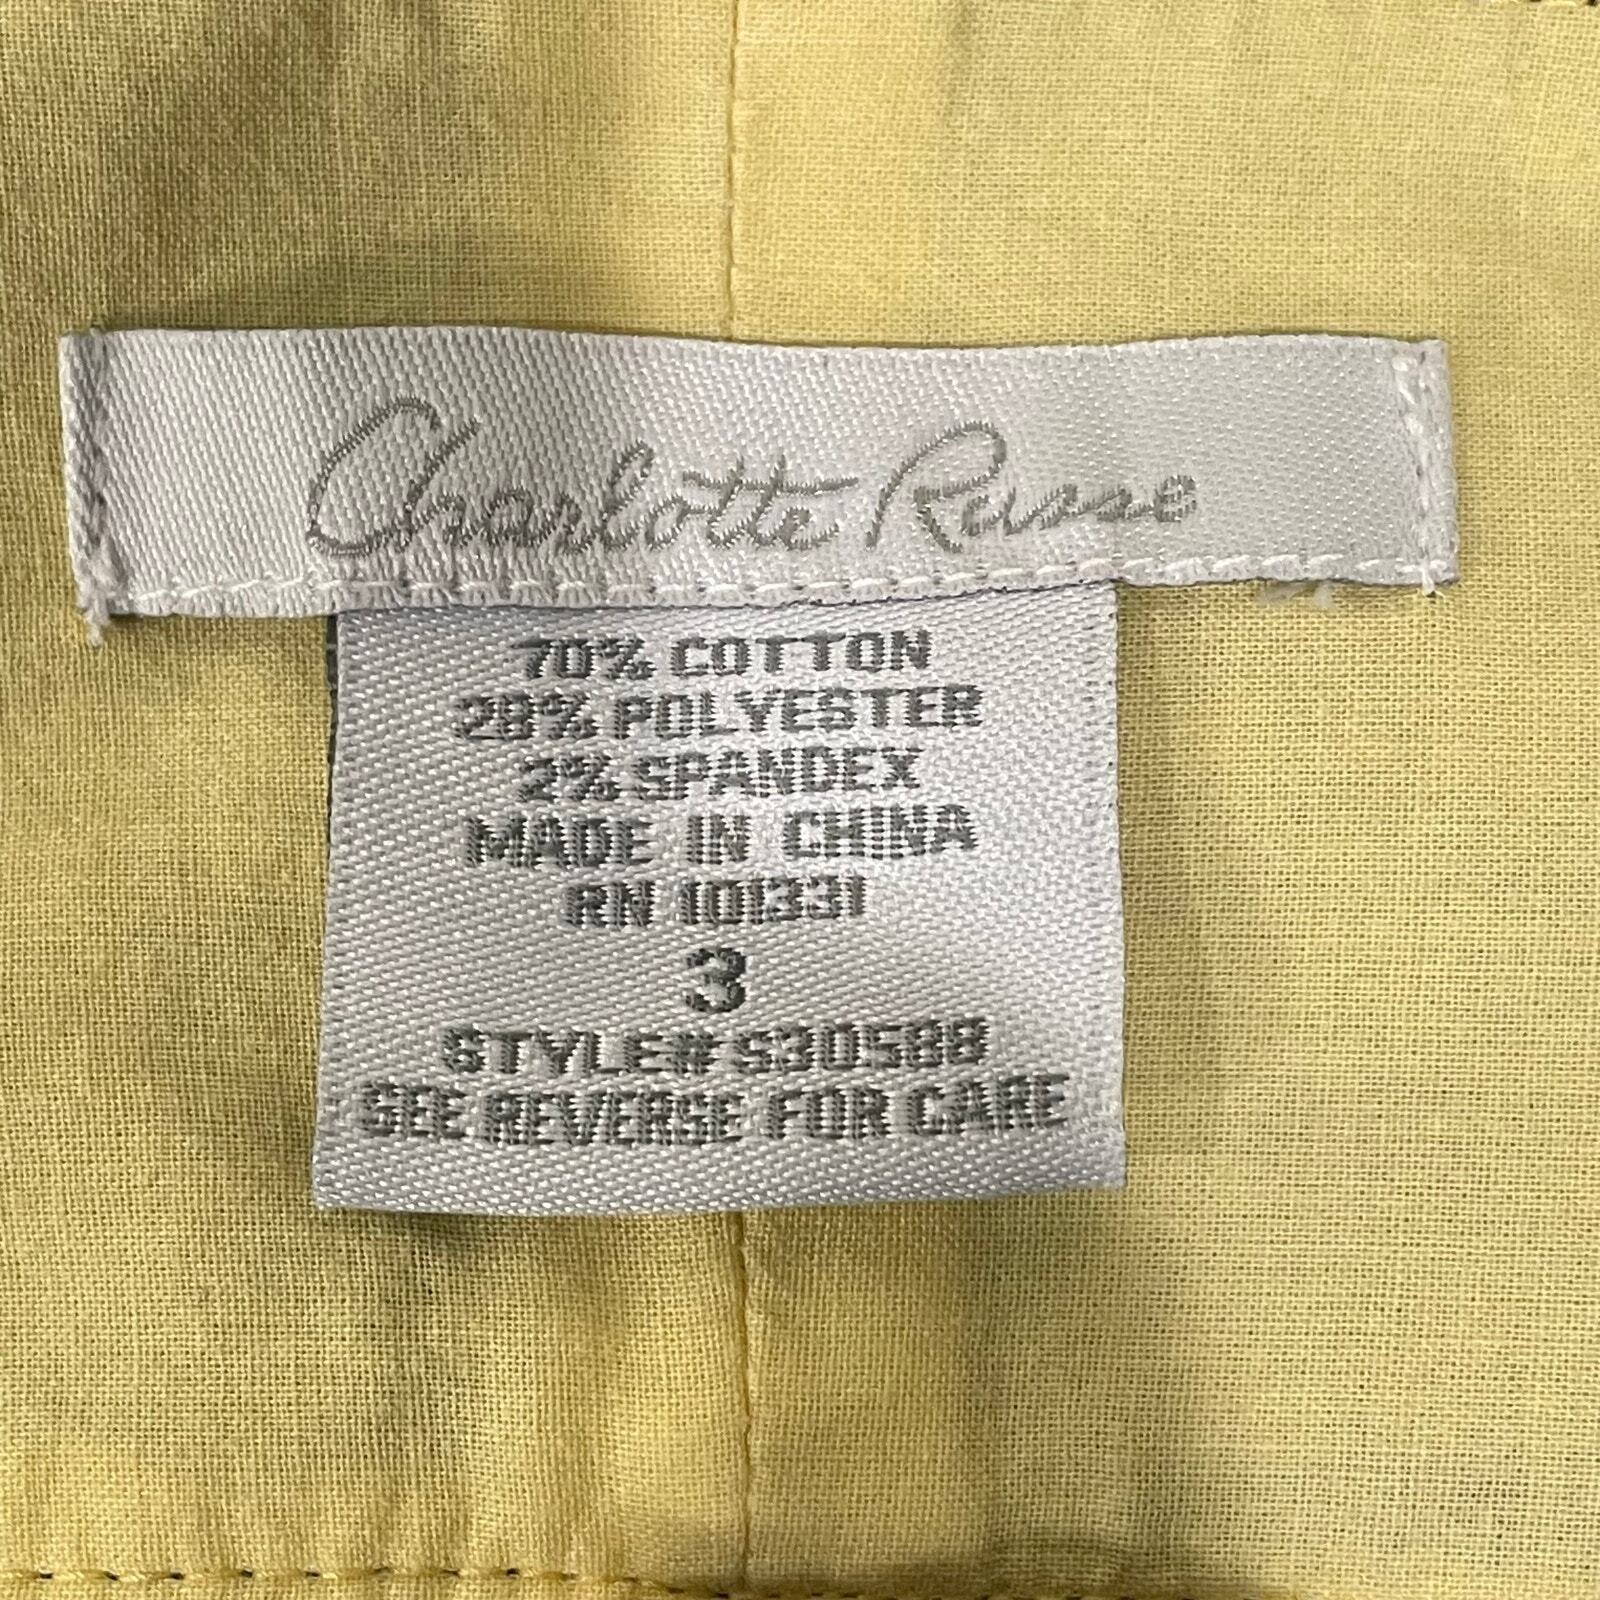 Charlotte Russe
70% COTTON
28% POLYESTER
2% SPANDEX
MADE IN CHINA
RN 101331
3
STYLE# S30588
SEE REVERSE FOR CARE